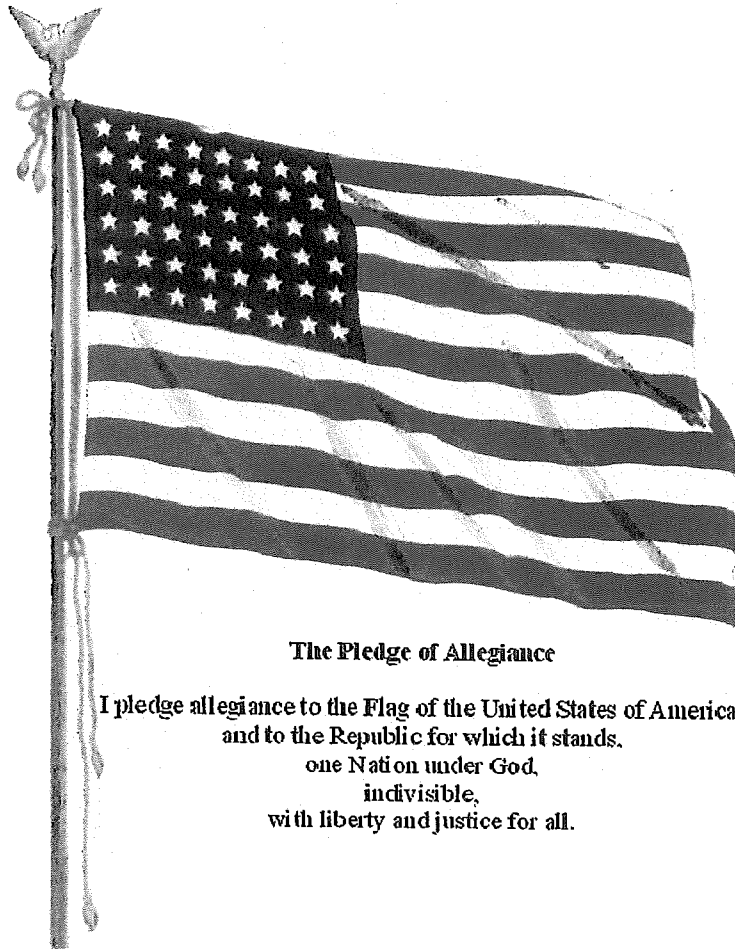 The Pledge of Allegiance
I pledge allegiance to the Flag of the United States of America
and to the Republic for which it stands,
one Nation under God,
indivisible,
with liberty and justice for all.